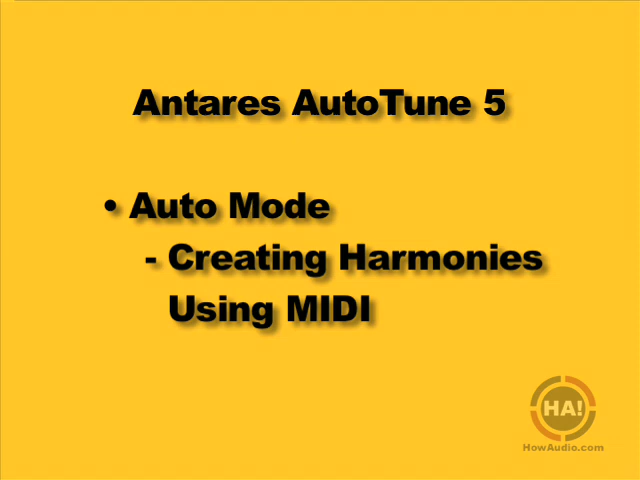 Antares AutoTune 5
• Auto Mode
- Creating Harmonies
Using MIDI
HA!
HowAudio.com